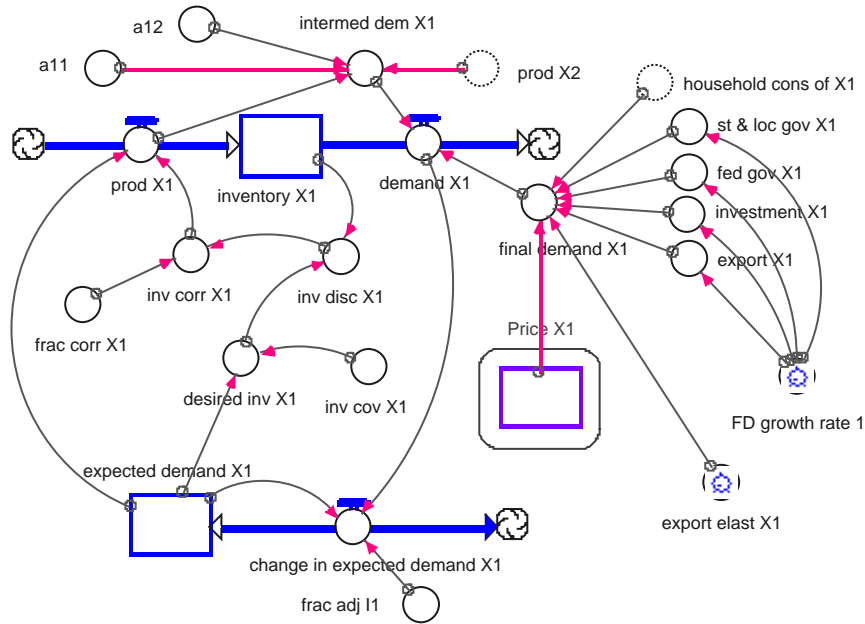 a12
intermed dem X1
a11
prod X2
household cons of X1
st & loc gov X1
prod X1
inventory X1
demand X1
fed gov X1
investment X1
final demand X1
export X1
inv corr X1
inv disc X1
frac corr X1
Price X1
desired inv X1
inv cov X1
FD growth rate 1
expected demand X1
export elast X1
change in expected demand X1
frac adj I1